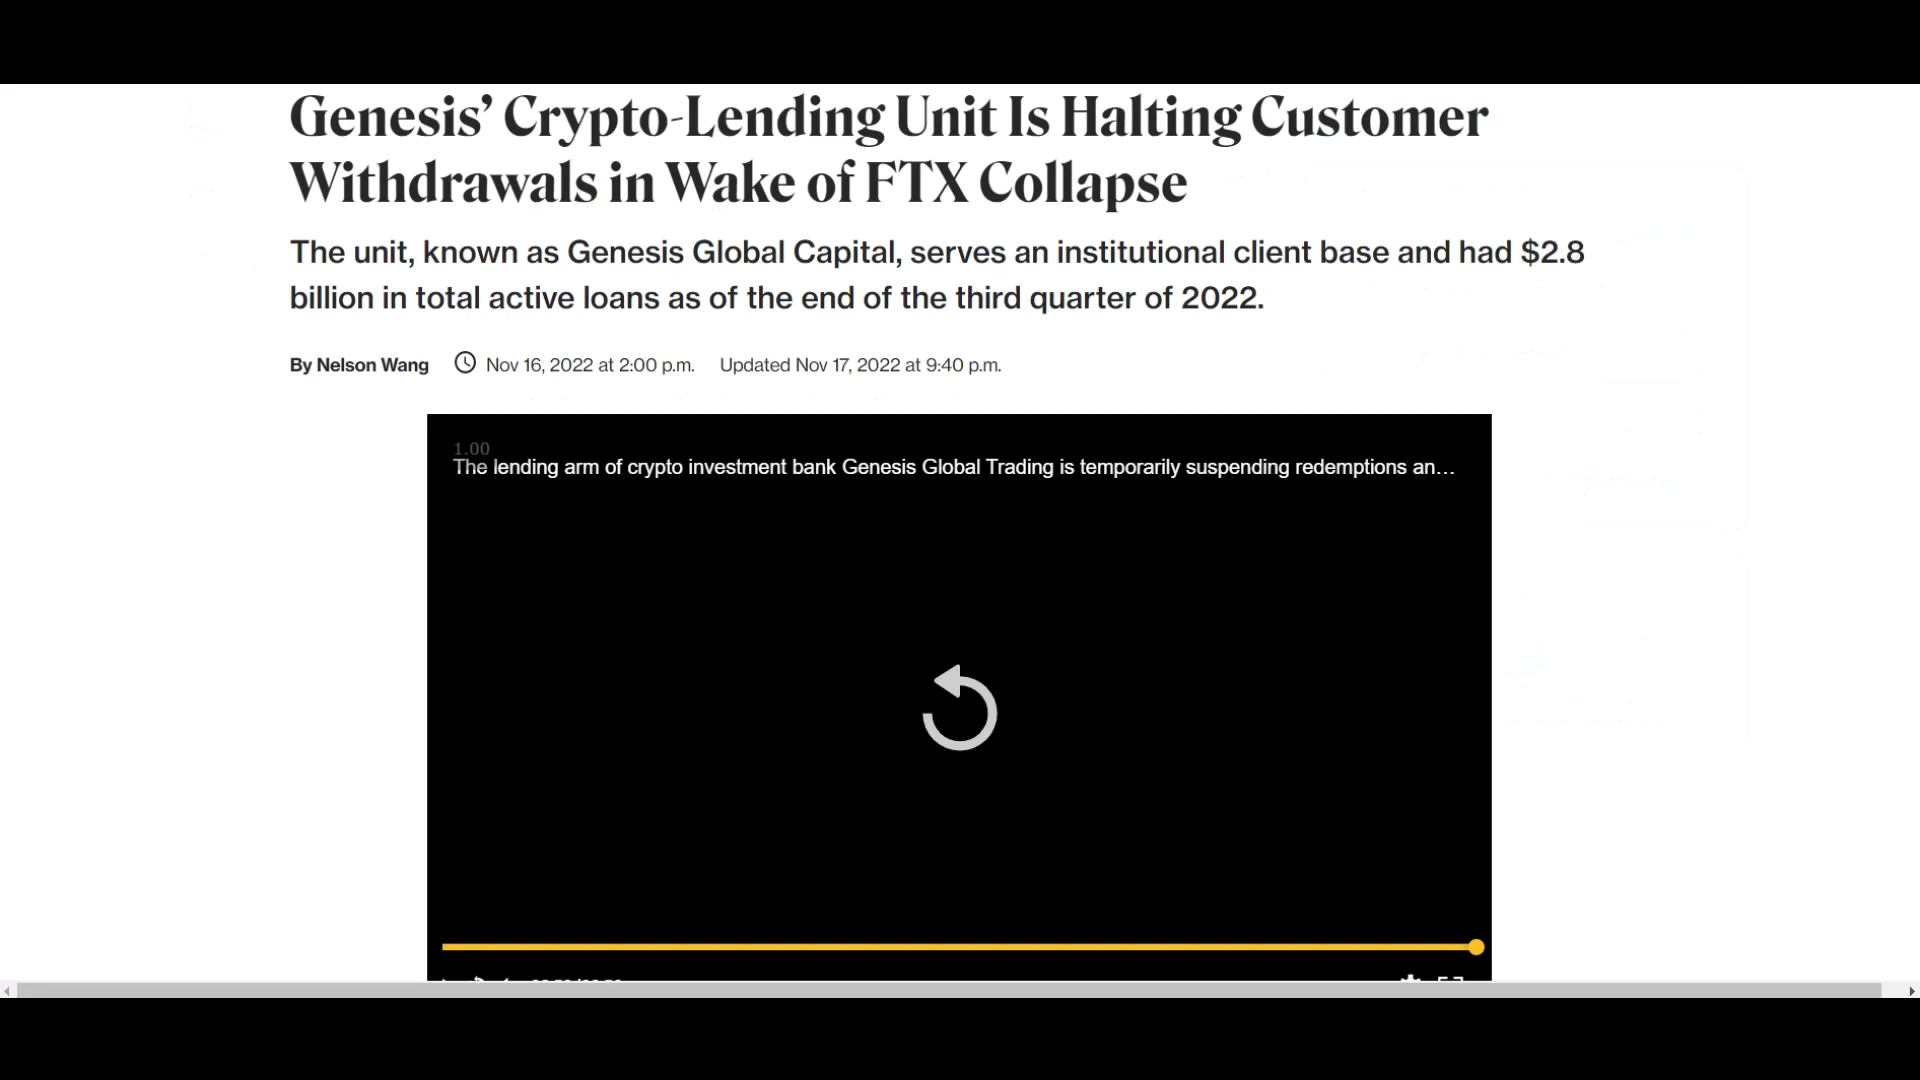 Genesis’ Crypto-Lending Unit Is Halting Customer
Withdrawals in Wake of FTX Collapse
The unit, known as Genesis Global Capital, serves an institutional client base and had $2.8
billion in total active loans as of the end of the third quarter of 2022.
By Nelson Wang Nov 16, 2022 at 2:00 p.m. Updated Nov 17, 2022 at 9:40 p.m.
1.00
The lending arm of crypto investment bank Genesis Global Trading is temporarily suspending redemptions an…